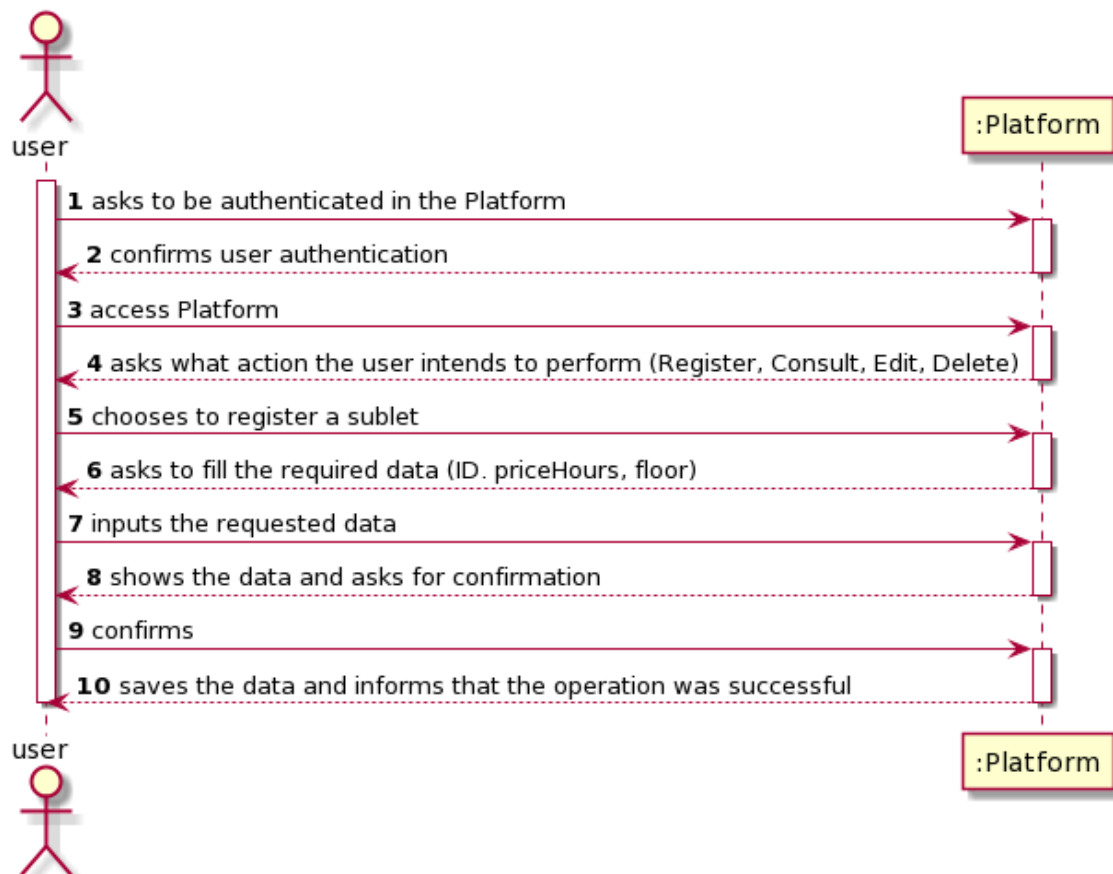 user
:Platform
1 asks to be authenticated in the Platform
2 confirms user authentication
3 access Platform
4 asks what action the user intends to perform (Register, Consult, Edit, Delete)
5 chooses to register a sublet
6 asks to fill the required data (ID. priceHours, floor)
7 inputs the requested data
8 shows the data and asks for confirmation
9 confirms
10 saves the data and informs that the operation was successful
user
:Platform